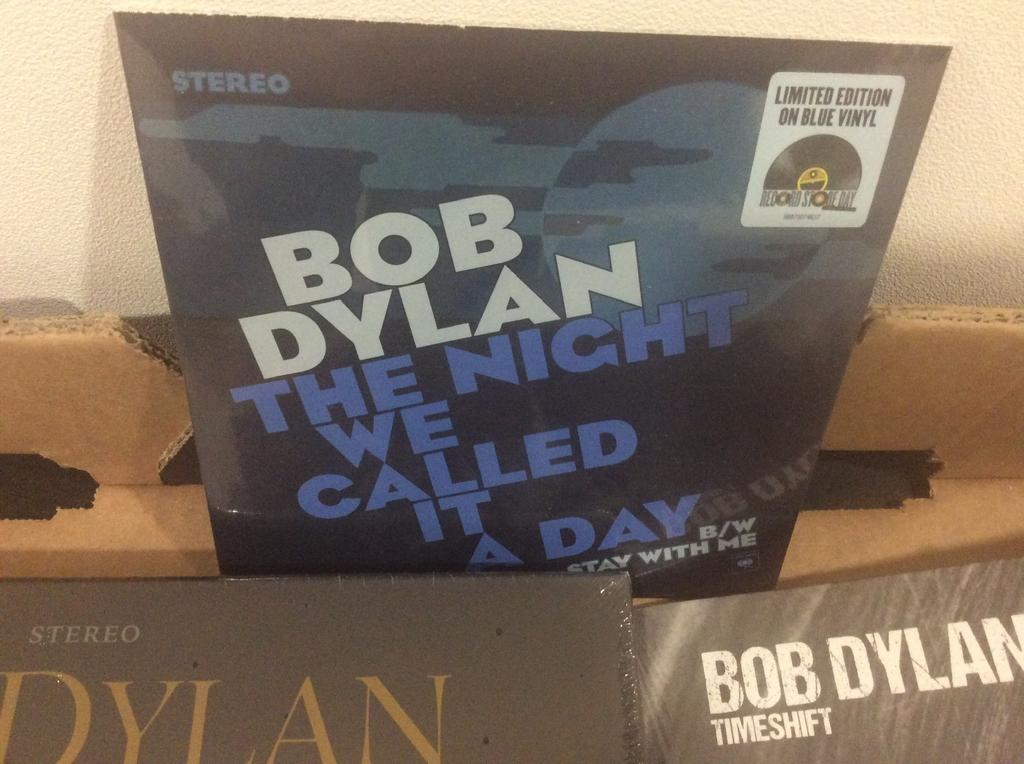 STEREO
LIMITED EDITION
ON BLUE VINYL
RECORD STORE DAY
BOB
DYLAN
THE NIGHT
WE
CALLED
IT
A DAY
B/W
STAY WITH ME
STEREO
DYLAN
BOB DYLAN
TIMESHIFT